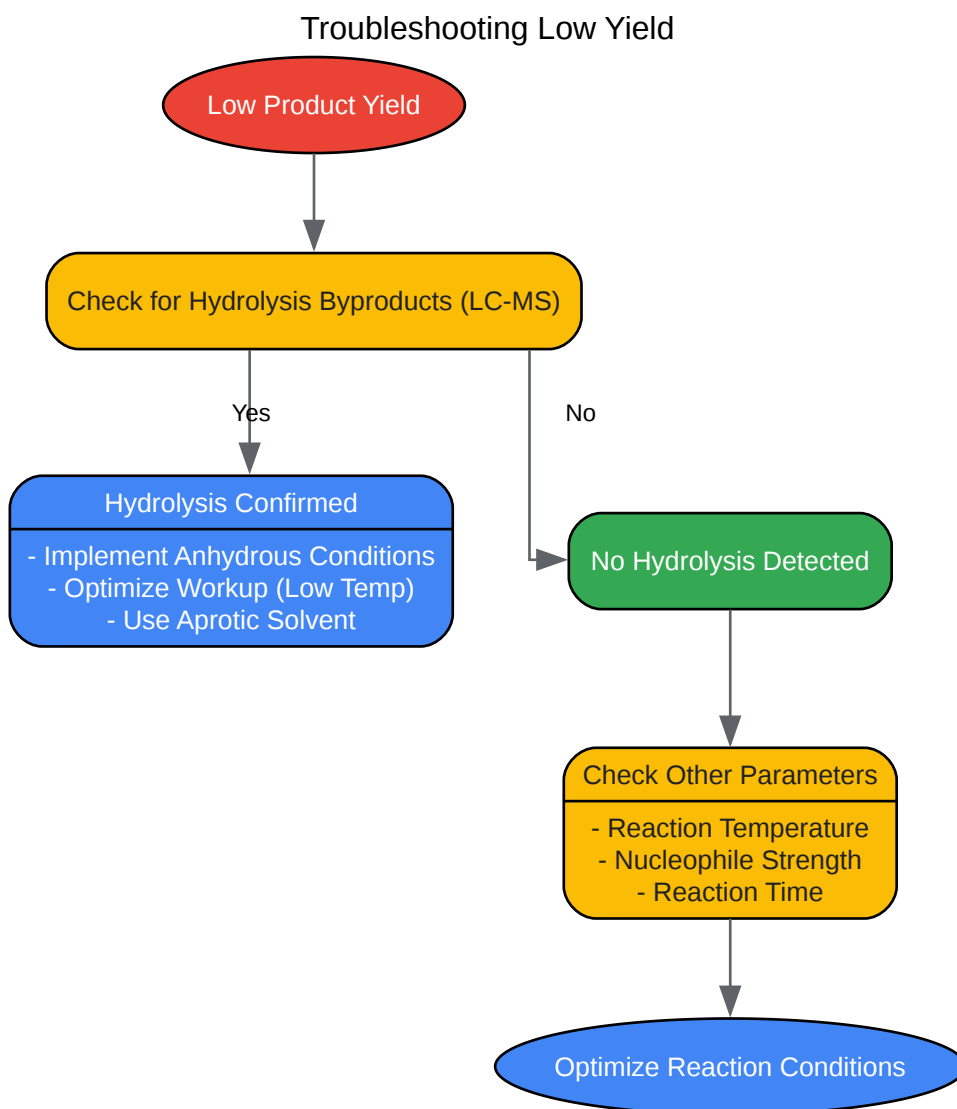 Troubleshooting Low Yield
Low Product Yield
Check for Hydrolysis Byproducts (LC-MS)
Yes
No
Hydrolysis Confirmed
- Implement Anhydrous Conditions
- Optimize Workup (Low Temp)
- Use Aprotic Solvent
No Hydrolysis Detected
Check Other Parameters
- Reaction Temperature
- Nucleophile Strength
- Reaction Time
Optimize Reaction Conditions